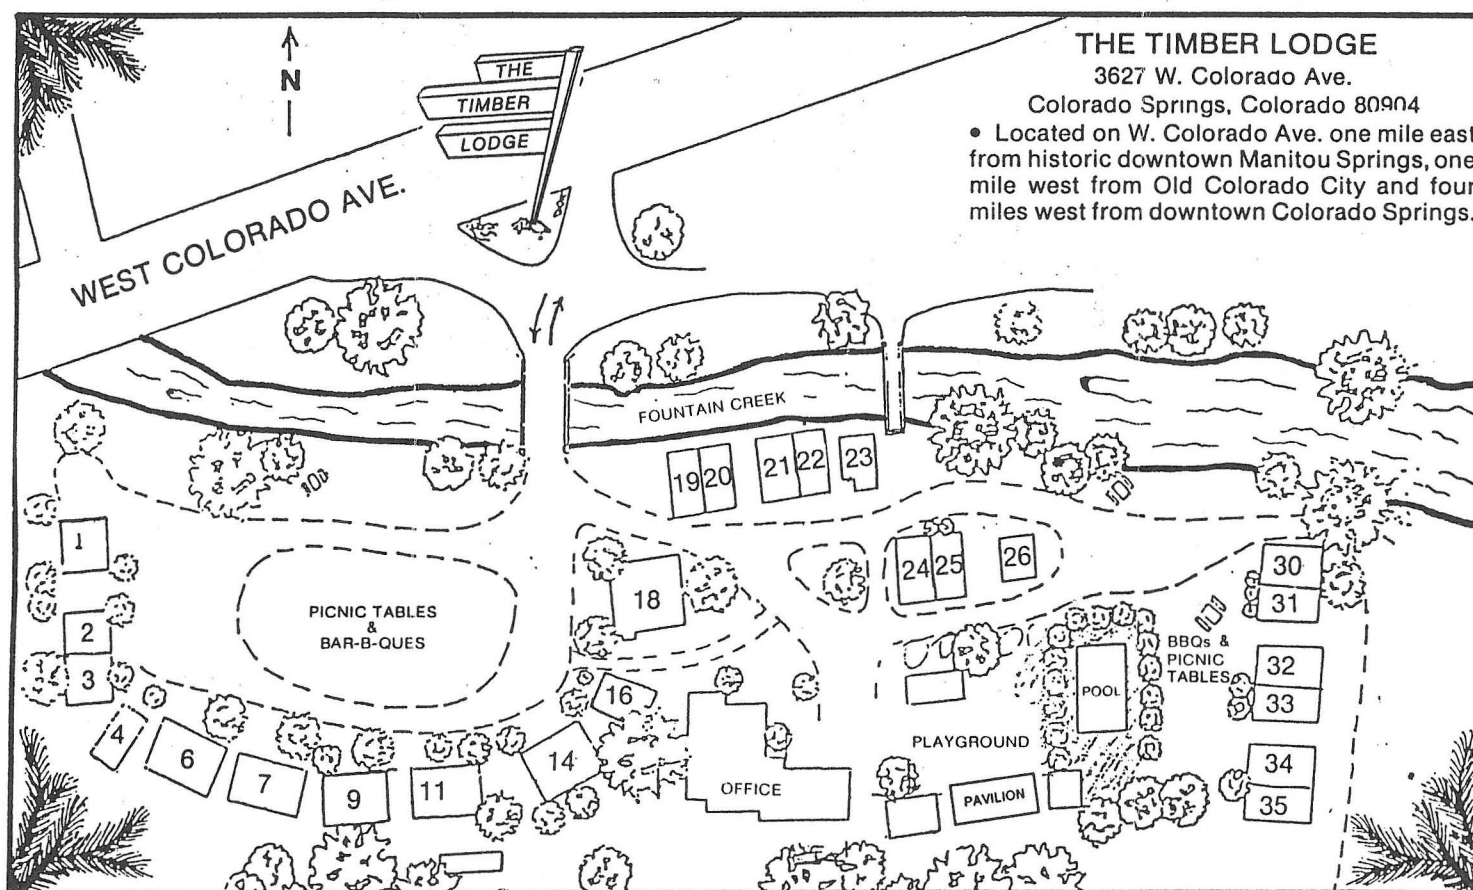 THE TIMBER LODGE
3627 W. Colorado Ave.
Colorado Springs, Colorado 80904
• Located on W. Colorado Ave. one mile east
from historic downtown Manitou Springs, one
mile west from Old Colorado City and four
miles west from downtown Colorado Springs.
N
THE
TIMBER
LODGE
WEST COLORADO AVE.
FOUNTAIN CREEK
19 20 21 22 23
1
2
3
4
6
7
9
11
14
16
18
PICNIC TABLES
&
BAR-B-QUES
24 25 26
30
31
32
33
34
35
BBQs &
PICNIC
TABLES
POOL
PLAYGROUND
PAVILION
OFFICE